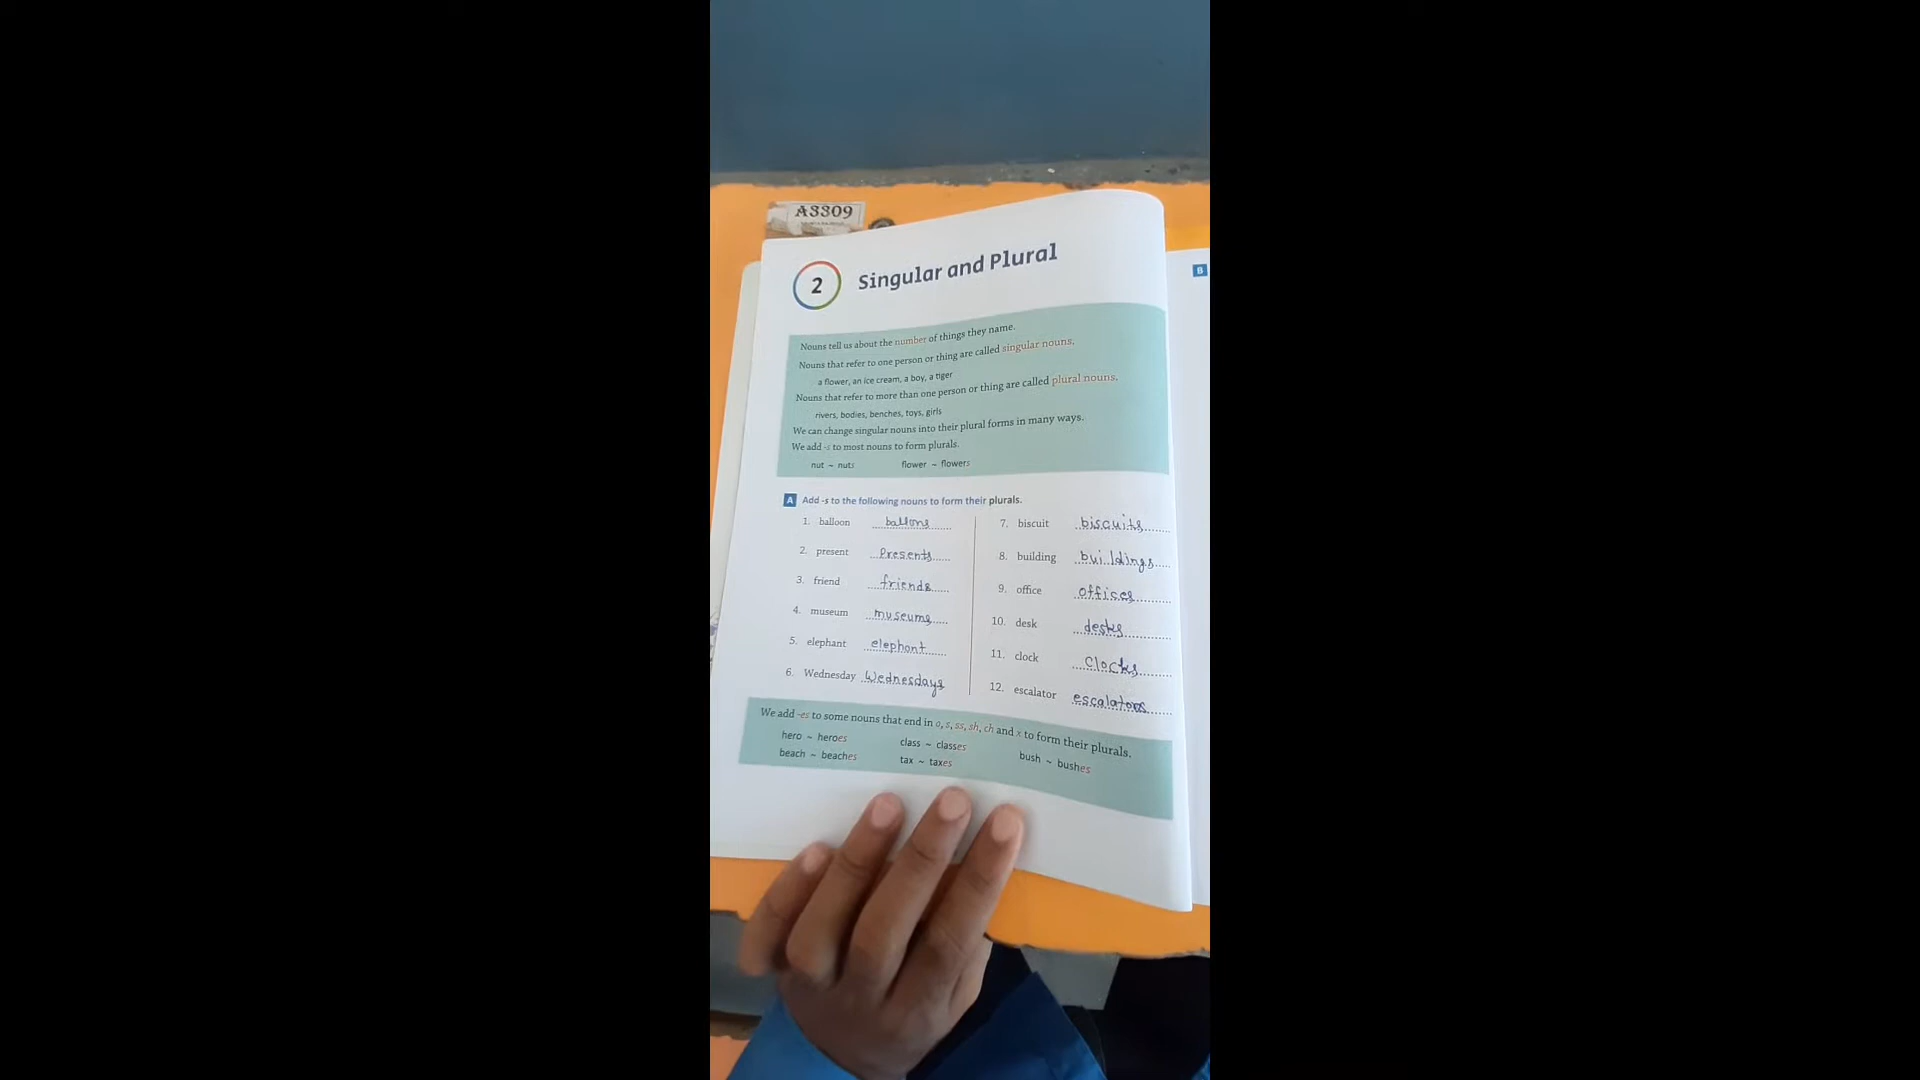 A3309
2 Singular and Plural
B
Nouns tell us about the number of things they name.
Nouns that refer to one person or thing are called singular nouns.
a flower, an ice cream, a boy, a tiger
Nouns that refer to more than one person or thing are called plural nouns.
rivers, bodies, benches, toys, girls
We can change singular nouns into their plural forms in many ways.
We add -s to most nouns to form plurals.
nut ~ nuts flower ~ flowers
A Add -s to the following nouns to form their plurals.
1. balloon ballons
2. present Presents
3. friend friends
4. museum museums
5. elephant elephant
6. Wednesday Wednesdays
7. biscuit biscuits
8. building buildings
9. office offices
10. desk desks
11. clock Clocks
12. escalator escalators
We add -es to some nouns that end in o, s, ss, sh, ch and x to form their plurals.
hero ~ heroes class ~ classes bush ~ bushes
beach ~ beaches tax ~ taxes